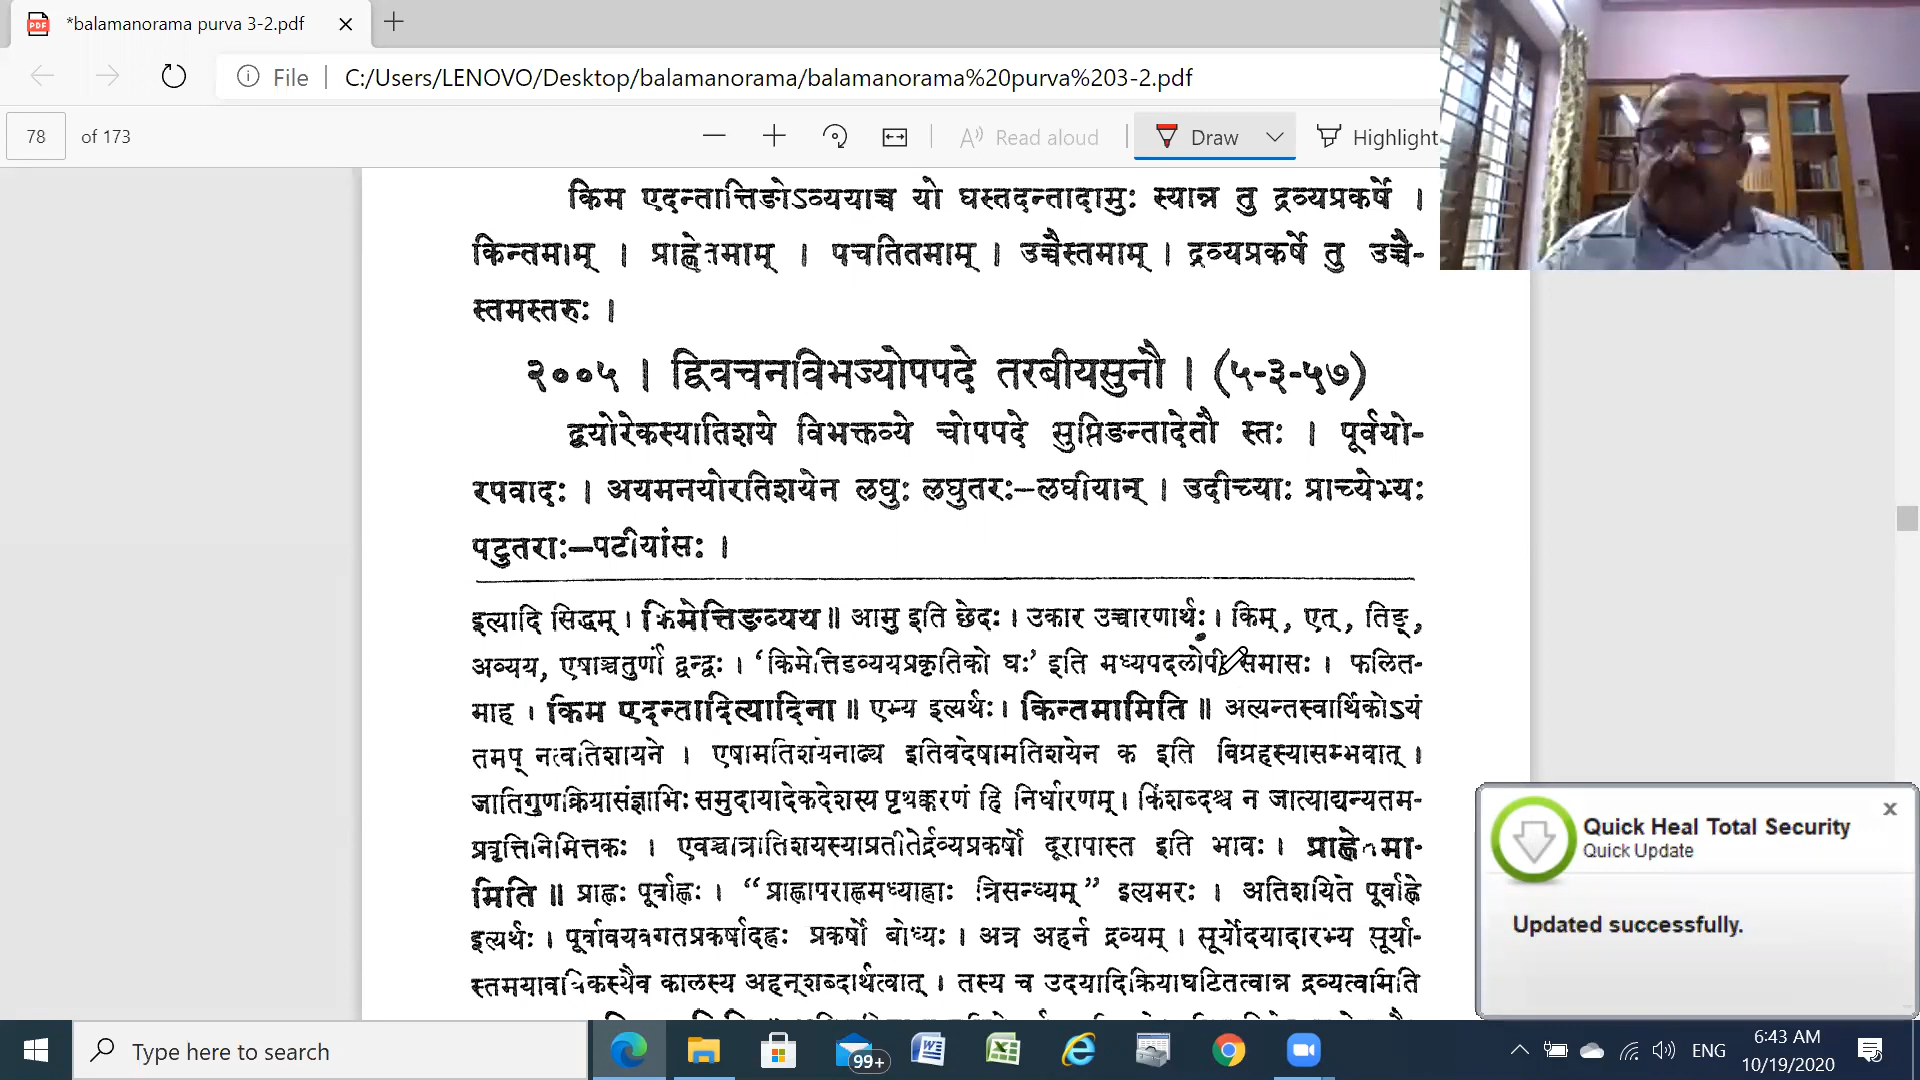 *balamanorama purva 3-2.pdf
File
C:/Users/LENOVO/Desktop/balamanorama/balamanorama%20purva%203-2.pdf
78 of 173
Read aloud
Draw
Highlight
किम एदन्तात्तिङोऽव्ययाच्च यो घस्तदन्तादामुः स्यान्न तु द्रव्यप्रकर्षे ।
किन्तमाम् । प्राह्णेतमाम् । पचतितमाम् । उच्चैस्तमाम् । द्रव्यप्रकर्षे तु उच्चै-
स्तमस्तरुः ।
२००५ । द्विवचनविभज्योपपदे तरबीयसुनौ । (५-३-५७)
द्वयोरेकस्यातिशये विभक्तव्ये चोपपदे सुप्तिङन्तादेतौ स्तः । पूर्वयो-
रपवादः । अयमनयोरतिशयेन लघुः लघुतरः—लघीयान् । उदीच्याः प्राच्येभ्यः
पटुतराः—पटीयांसः ।
इत्यादि सिद्धम् । किमेत्तिङव्यय ॥ आमु इति छेदः । उकार उच्चारणार्थः । किम् , एत् , तिङ् ,
अव्यय, एषाञ्चतुर्णां द्वन्द्वः । ‘किमेत्तिङव्ययप्रकृतिको घः’ इति मध्यपदलोपी समासः । फलित-
माह । किम एदन्तादित्यादिना ॥ एभ्य इत्यर्थः । किन्तमामिति ॥ अत्यन्तस्वार्थिकोऽयं
तमप् नत्वतिशायने । एषामतिशयनाढ्य इतिवदेषामतिशयेन क इति विग्रहस्यासम्भवात् ।
जातिगुणक्रियासंज्ञाभिः समुदायादेकदेशस्य पृथक्करणं हि निर्धारणम् । किंशब्दश्च न जात्याद्यन्यतम-
प्रवृत्तिनिमित्तकः । एवञ्चात्रातिशयस्याप्रतीतेर्द्रव्यप्रकर्षो दूरापास्त इति भावः । प्राह्णेतमा-
मिति ॥ प्राह्णः पूर्वाह्णः । “प्राह्णापराह्णमध्याह्नाः त्रिसन्ध्यम्” इत्यमरः । अतिशयिते पूर्वाह्णे
इत्यर्थः । पूर्वावयवगतप्रकर्षादह्नः प्रकर्षो बोध्यः । अत्र अहर्न द्रव्यम् । सूर्योदयादारभ्य सूर्या-
स्तमयावधिकस्यैव कालस्य अहन्शब्दार्थत्वात् । तस्य च उदयादिक्रियाघटितत्वान्न द्रव्यत्वमिति
Quick Heal Total Security
Quick Update
Updated successfully.
Type here to search
99+
ENG
6:43 AM
10/19/2020